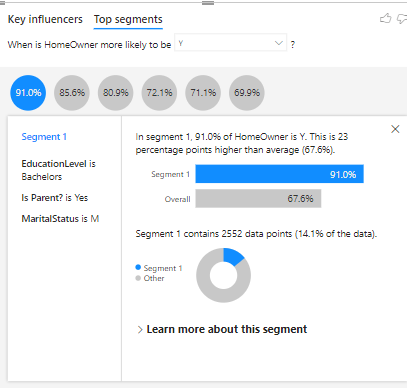 Key influencers Top segments
When is HomeOwner more likely to be Y ?
91.0% 85.6% 80.9% 72.1% 71.1% 69.9%
Segment 1
EducationLevel is
Bachelors
Is Parent? is Yes
MaritalStatus is M
In segment 1, 91.0% of HomeOwner is Y. This is 23
percentage points higher than average (67.6%).
Segment 1 91.0%
Overall 67.6%
Segment 1 contains 2552 data points (14.1% of the data).
Segment 1
Other
Learn more about this segment